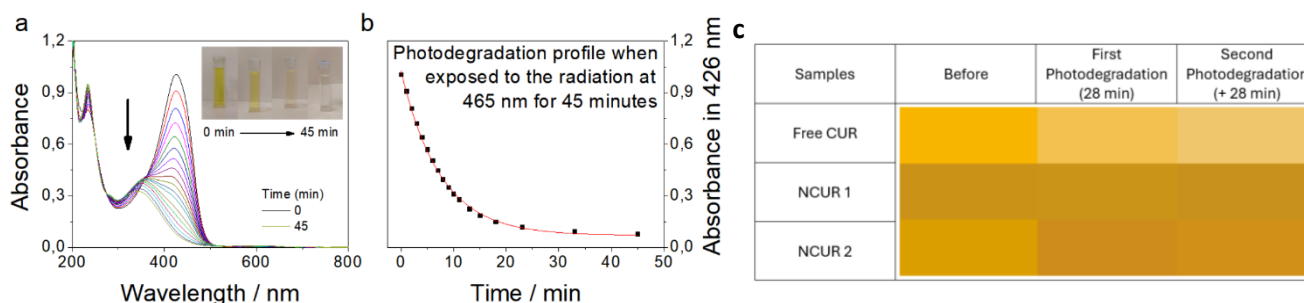 a
1,2
0,9
0,6
0,3
0,0
Absorbance
0 min
45 min
Time (min)
0
45
200
400
600
800
Wavelength / nm
b
Photodegradation profile when
exposed to the radiation at
465 nm for 45 minutes
0
10
20
30
40
50
Time / min
1,2
0,9
0,6
0,3
0,0
Absorbance in 426 nm
c
Samples
Before
First
Photodegradation
(28 min)
Second
Photodegradation
(+ 28 min)
Free CUR
NCUR 1
NCUR 2